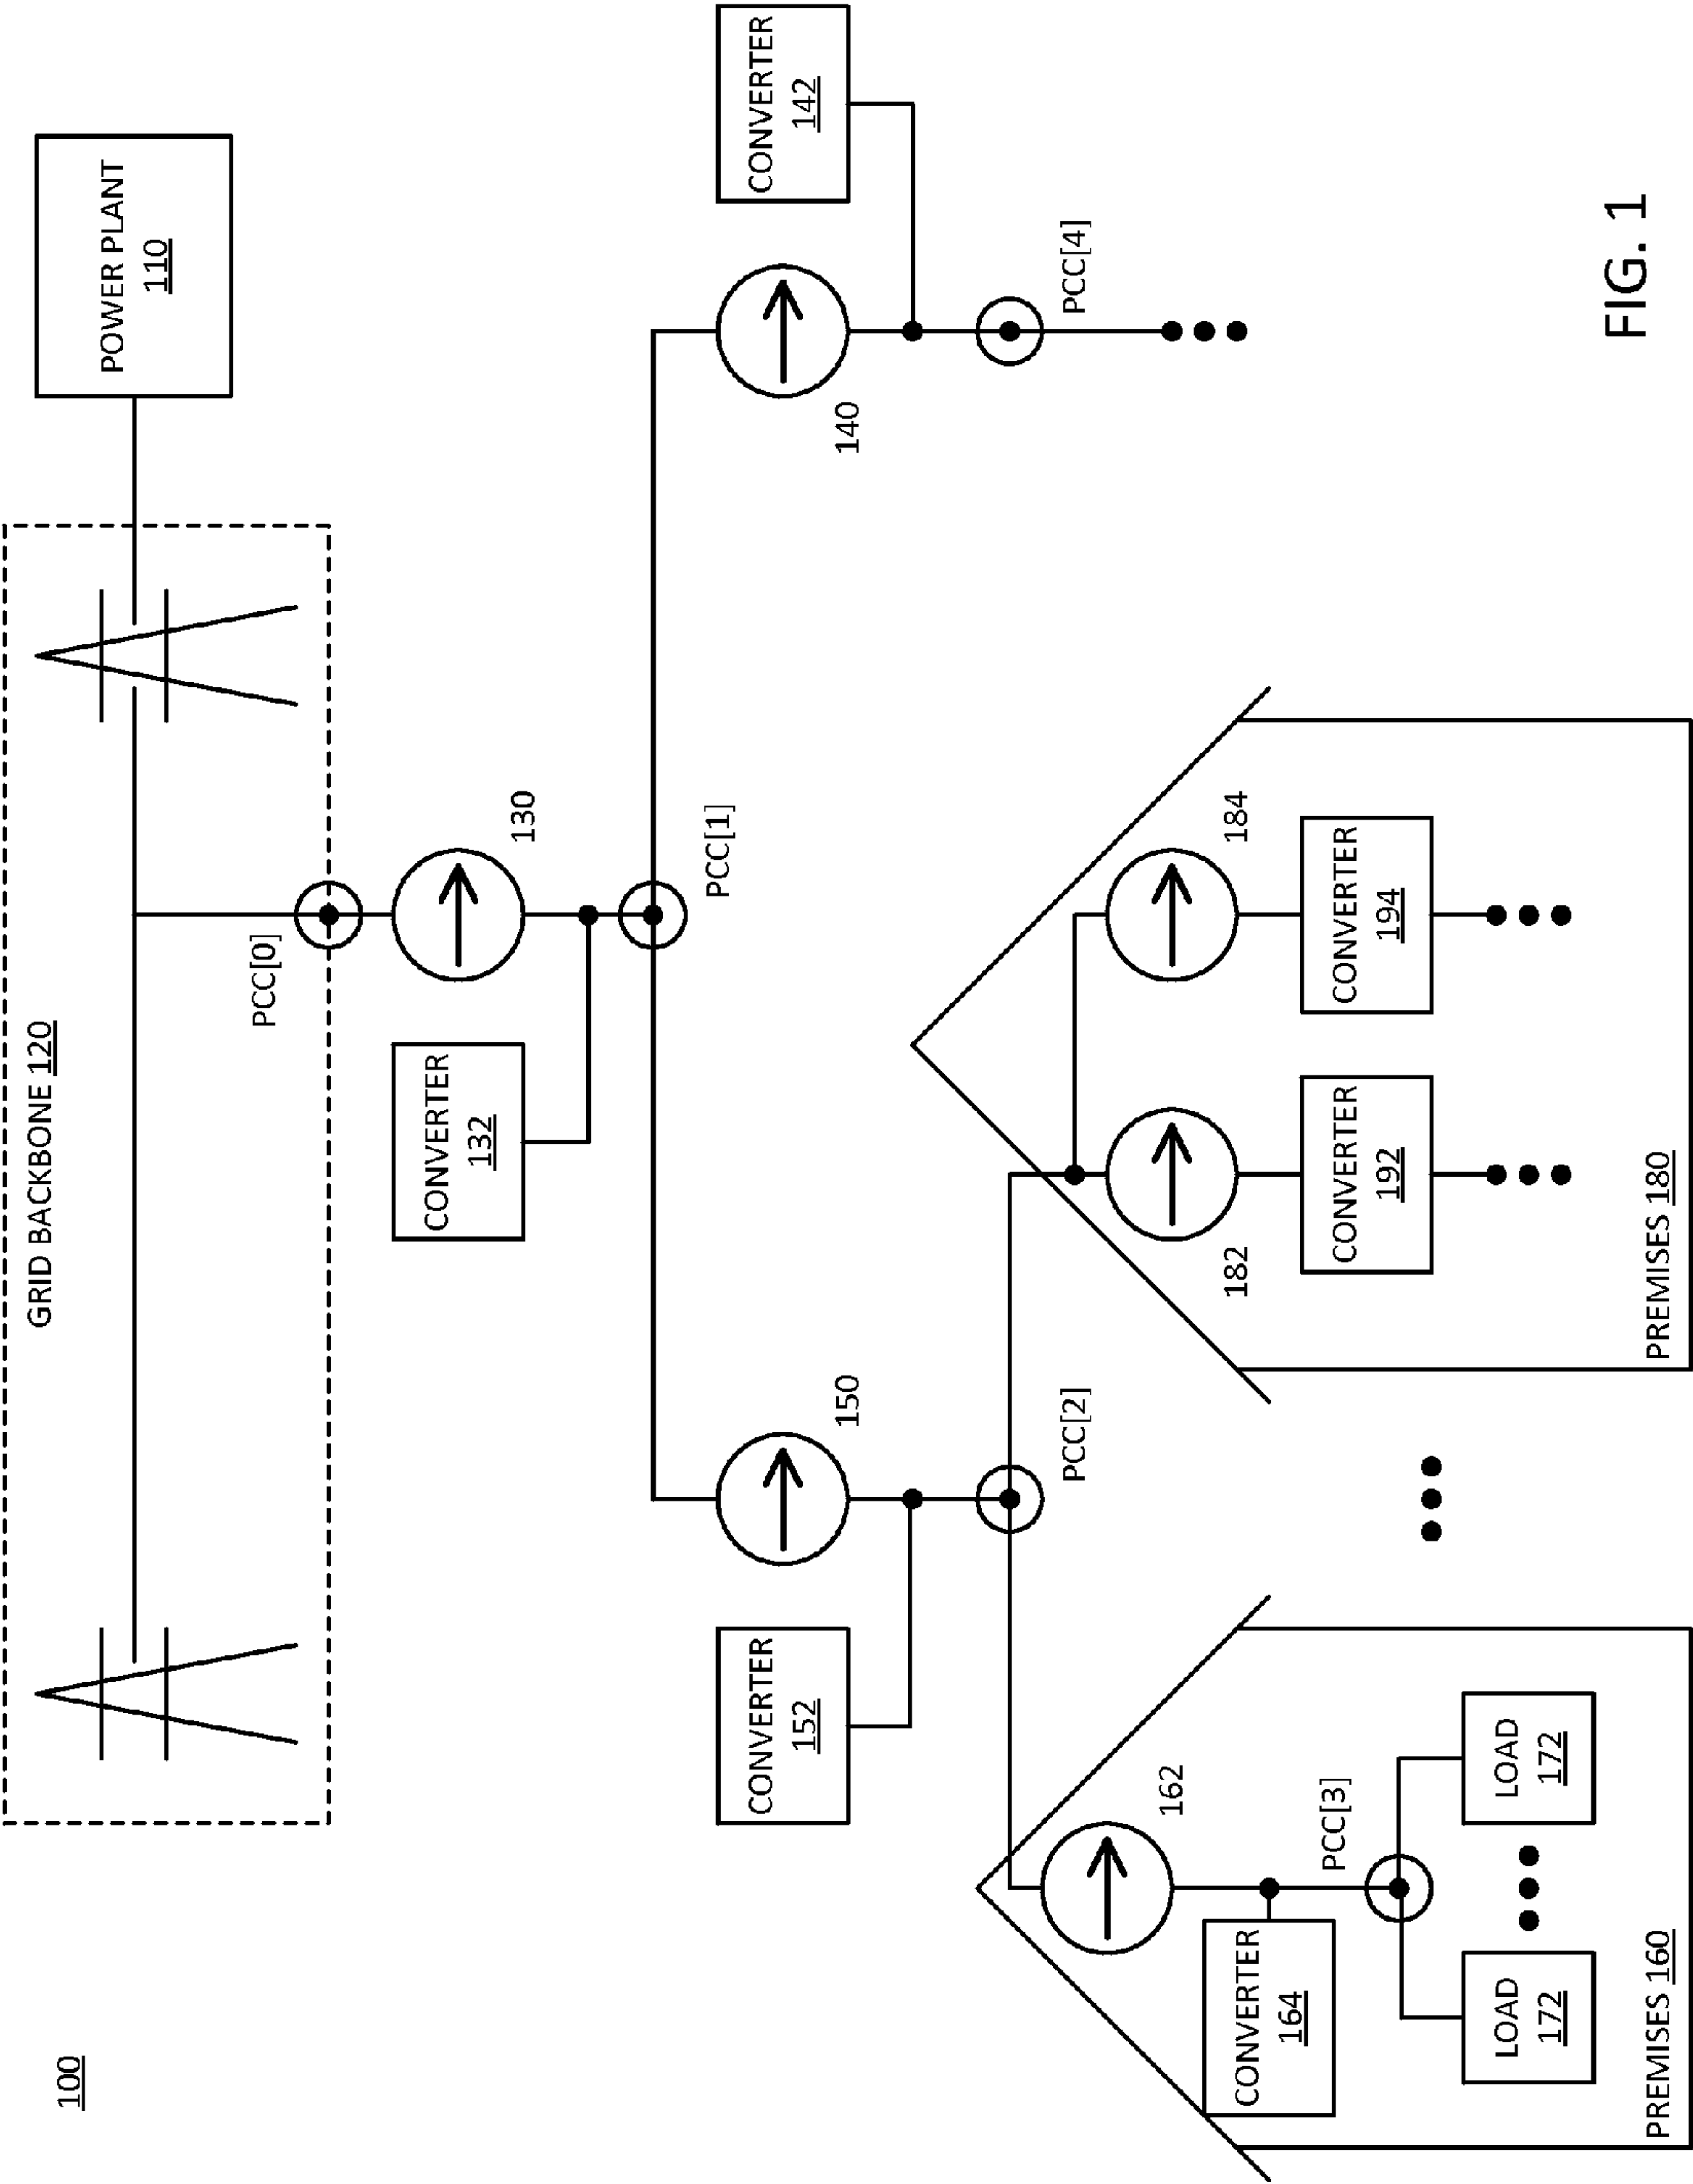 100
GRID BACKBONE 120
POWER PLANT
110
PCC[0]
130
CONVERTER
132
PCC[1]
CONVERTER
152
150
140
CONVERTER
142
PCC[2]
PCC[4]
162
CONVERTER
164
PCC[3]
LOAD
172
LOAD
172
PREMISES 160
182
184
CONVERTER
192
CONVERTER
194
PREMISES 180
FIG. 1